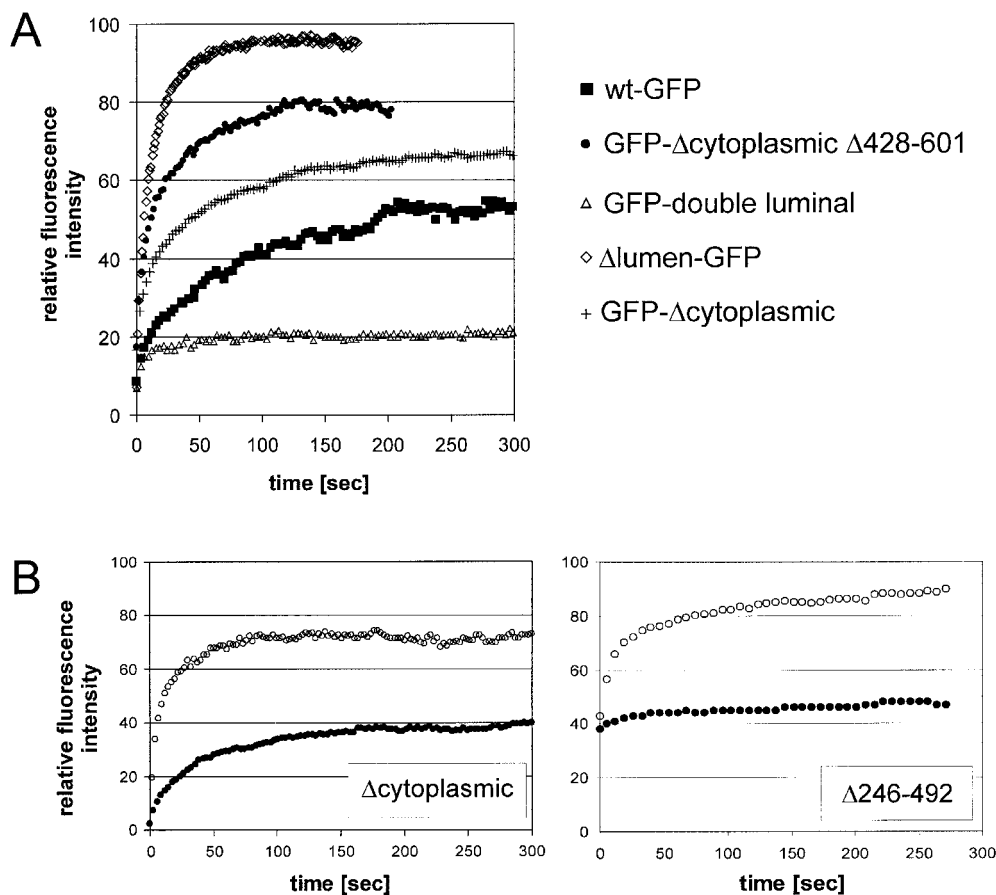 A
100
80
60
40
20
0
relative fluorescence
intensity
0 50 100 150 200 250 300
time [sec]
wt-GFP
GFP-Δcytoplasmic Δ428-601
GFP-double luminal
Δlumen-GFP
GFP-Δcytoplasmic
B
100
80
60
40
20
0
relative fluorescence
intensity
Δcytoplasmic
0 50 100 150 200 250 300
time [sec]
100
80
60
40
20
0
Δ246-492
0 50 100 150 200 250 300
time [sec]